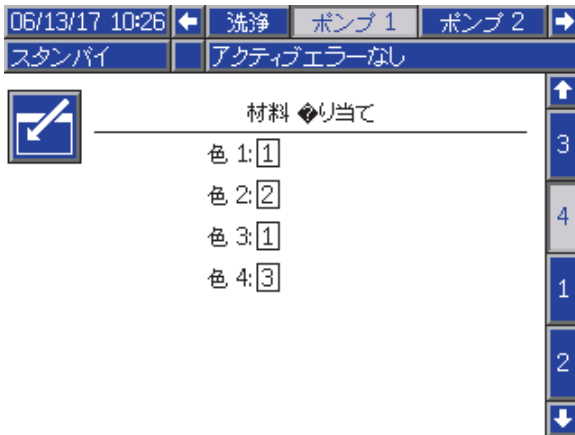 06/13/17 10:26 洗浄 ポンプ 1 ポンプ 2
スタンバイ アクティブエラーなし
材料 �り当て
3
色 1: 1
色 2: 2
4
色 3: 1
色 4: 3
1
2